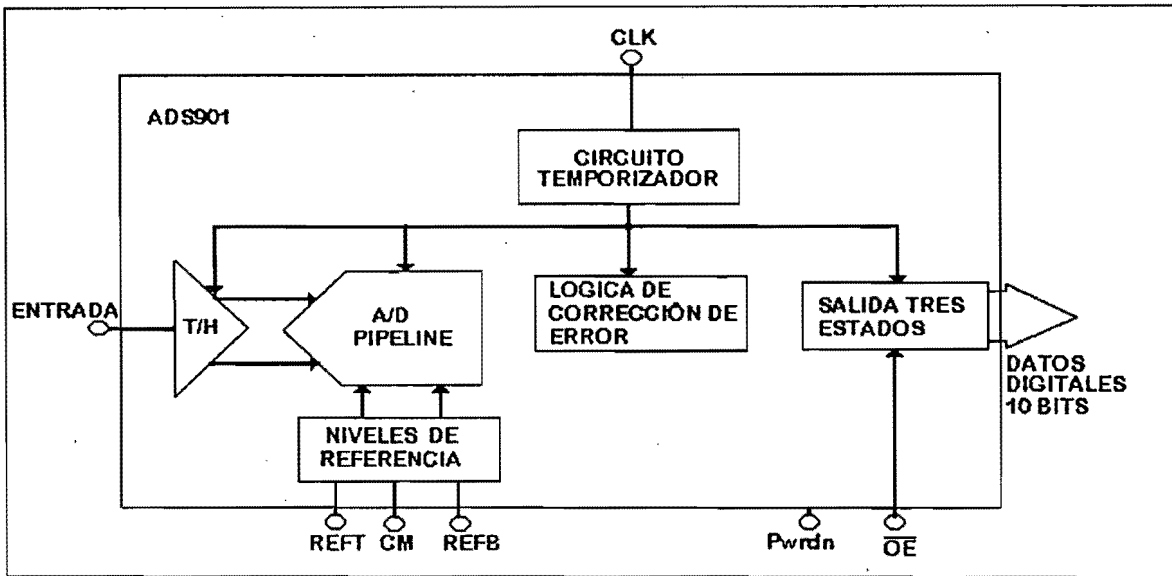 CLK
ADS901
CIRCUITO
TEMPORIZADOR
ENTRADA
T/H
A/D
PIPELINE
LOGICA DE
CORRECCIÓN DE
ERROR
SALIDA TRES
ESTADOS
DATOS
DIGITALES
10 BITS
NIVELES DE
REFERENCIA
REFT
CM
REFB
Pwrdn
OE